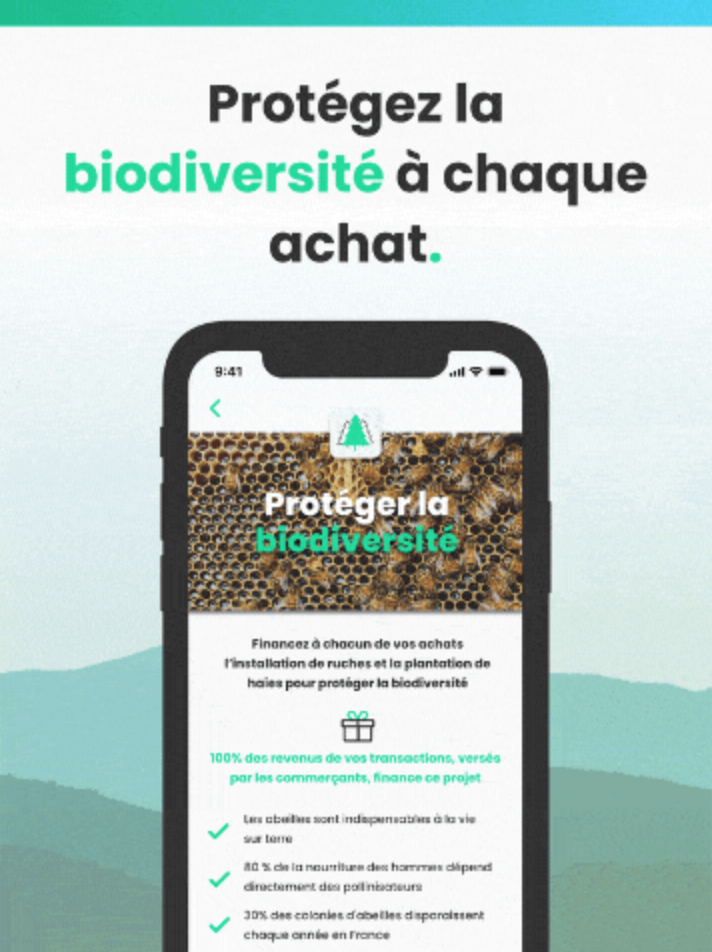 Protégez la
biodiversité à chaque
achat.
9:41
Protéger la
biodiversité
Financez à chacun de vos achats
l'installation de ruches et la plantation de
haies pour protéger la biodiversité
100% des revenus de vos transactions, versés
par les commerçants, finance ce projet
Les abeilles sont indispensables à la vie
sur terre
80 % de la nourriture des hommes dépend
directement des pollinisateurs
30% des colonies d'abeilles disparaissent
chaque année en France